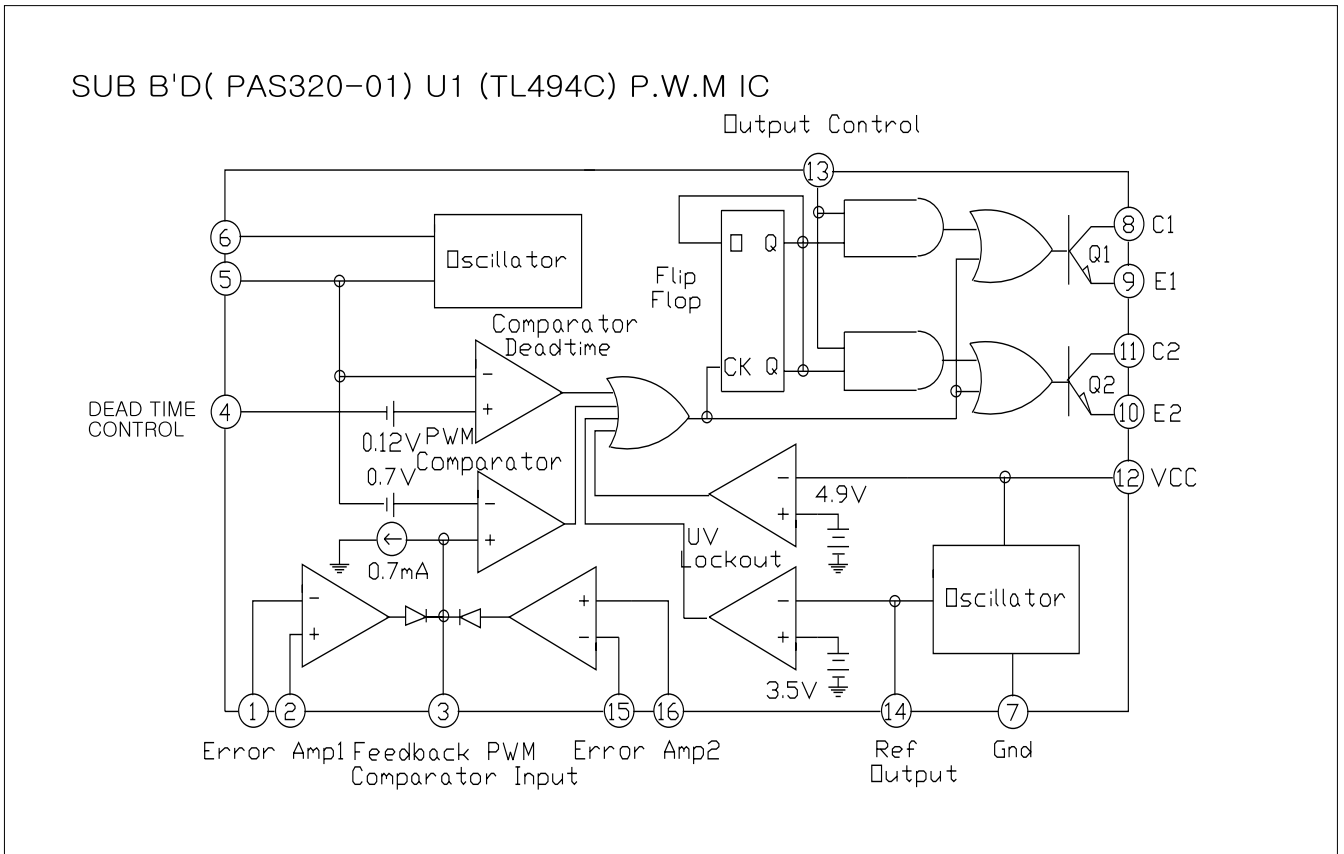 SUB B'D( PAS320-01) U1 (TL494C) P.W.M IC
Output Control
13
6
5
Oscillator
Flip
Flop
D Q
CK Q
8 C1
Q1
9 E1
11 C2
Q2
10 E2
Comparator
Deadtime
-
+
DEAD TIME
CONTROL
4
0.12V
PWM
Comparator
0.7V
-
+
0.7mA
-
+
4.9V
12 VCC
UV
Lockout
-
+
+
-
-
+
3.5V
Oscillator
1
2
3
15
16
14
7
Error Amp1
Feedback PWM
Comparator Input
Error Amp2
Ref
Output
Gnd